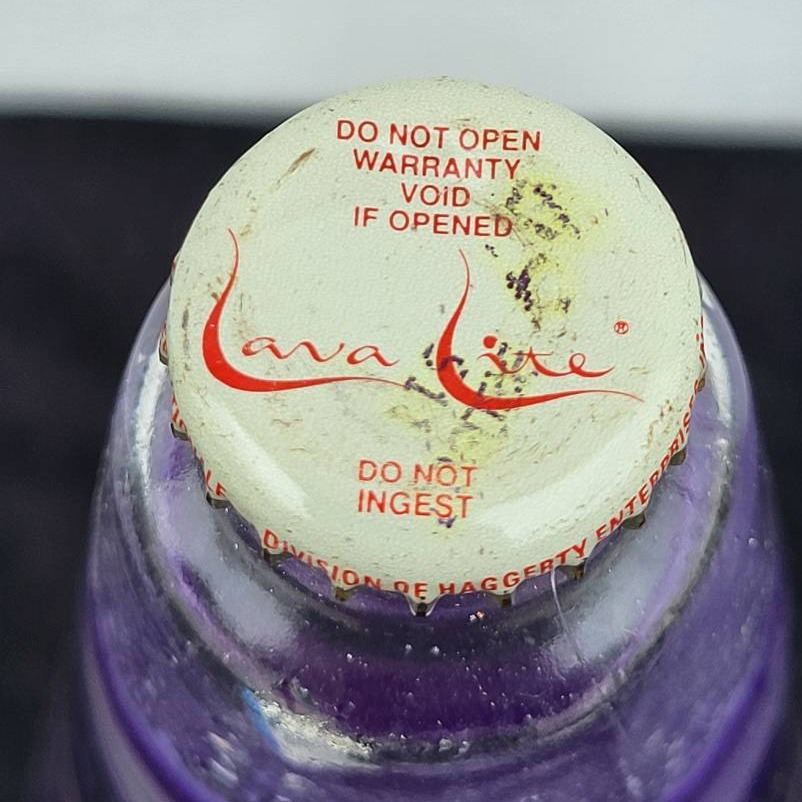 DO NOT OPEN
WARRANTY
VOID
IF OPENED
Lava Lite®
DO NOT
INGEST
DIVISION OF HAGGERTY ENTERPRISES